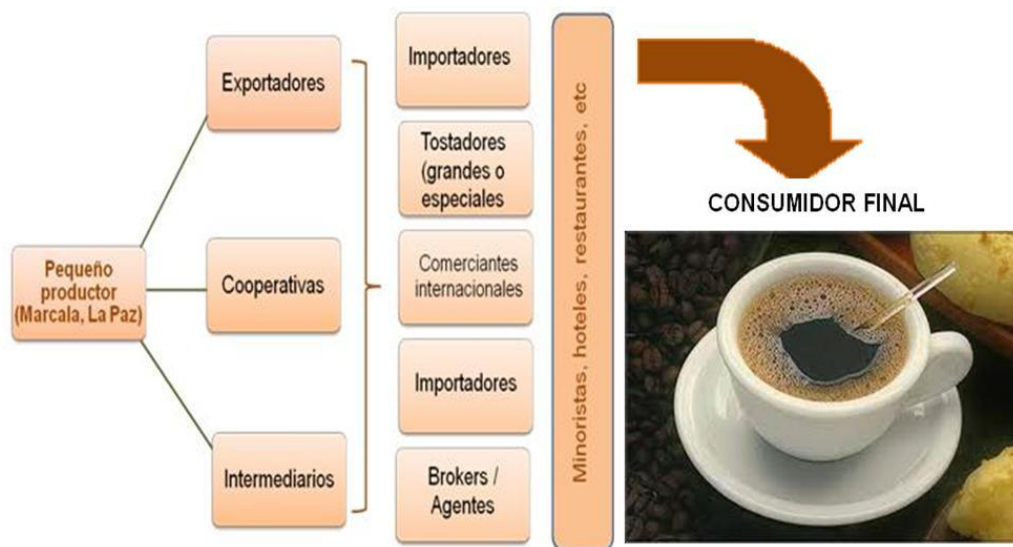 Pequeño
productor
(Marcala, La Paz)
Exportadores
Cooperativas
Intermediarios
Importadores
Tostadores
(grandes o
especiales
Comerciantes
internacionales
Importadores
Brokers /
Agentes
Minoristas, hoteles, restaurantes, etc
CONSUMIDOR FINAL